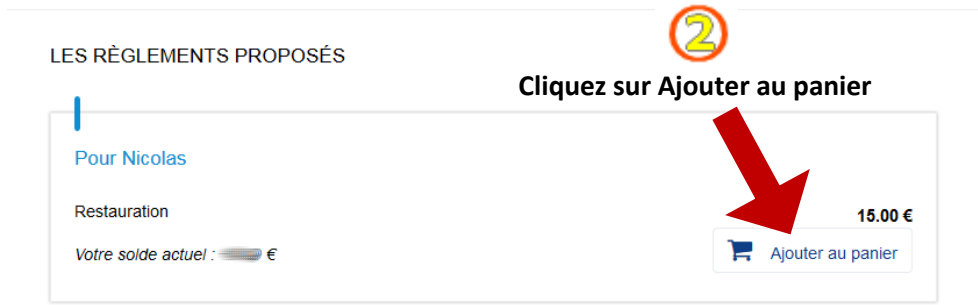 2
LES RÈGLEMENTS PROPOSÉS
Cliquez sur Ajouter au panier
Pour Nicolas
Restauration
15.00 €
Votre solde actuel : €
Ajouter au panier